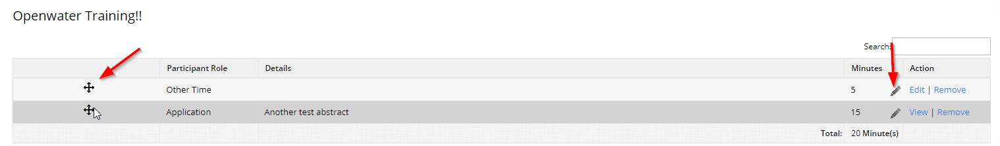 Openwater Training!!
Search:
Participant Role Details Minutes Action
Other Time 5 Edit | Remove
Application Another test abstract 15 View | Remove
Total: 20 Minute(s)